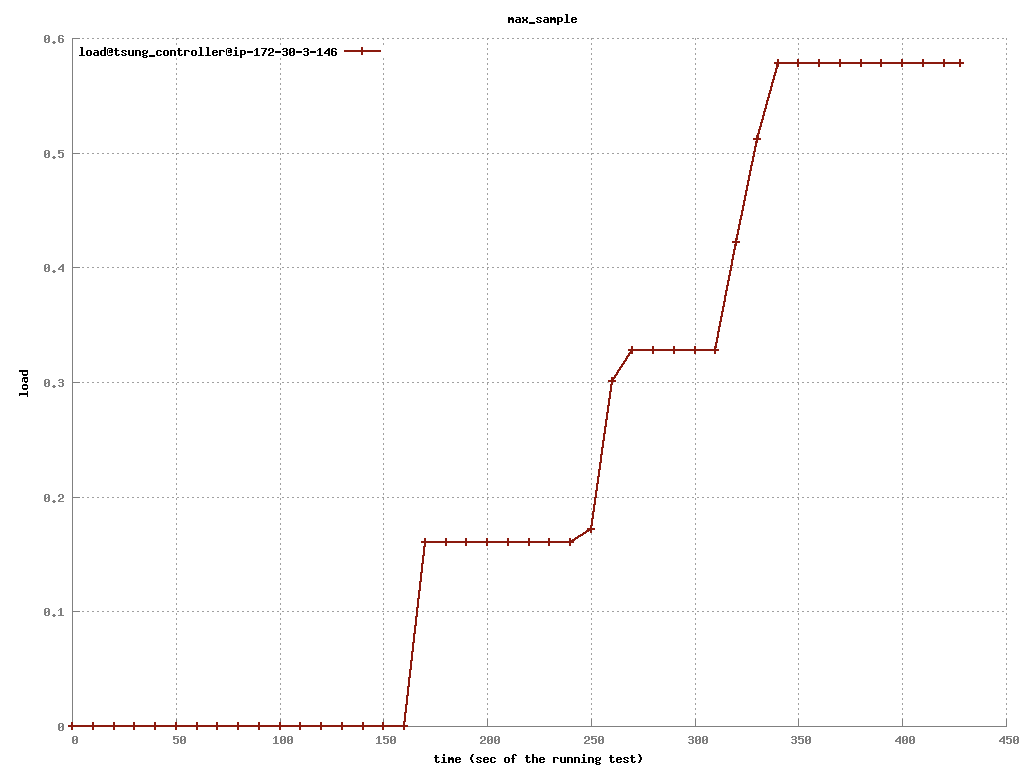 max_sample
load@tsung_controller@ip-172-30-3-146
0.6
0.5
0.4
0.3
0.2
0.1
0
load
0 50 100 150 200 250 300 350 400 450
time (sec of the running test)